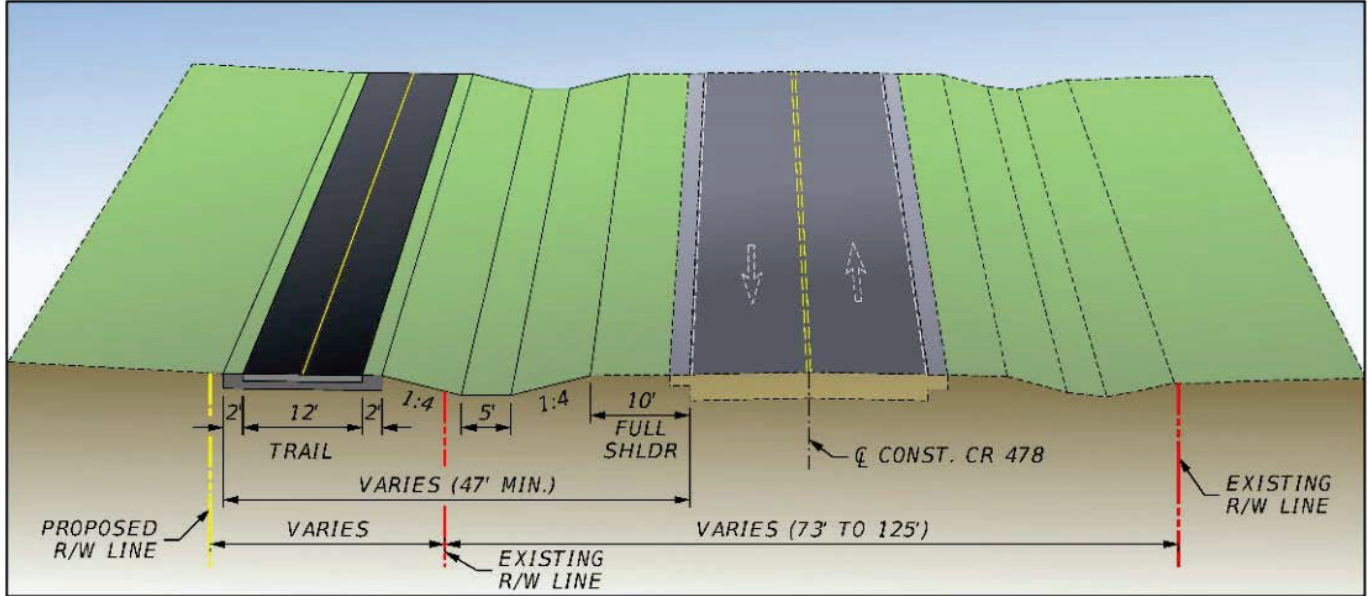 2'
12'
2'
1:4
5'
1:4
10'
TRAIL
FULL
SHLDR
℄ CONST. CR 478
VARIES (47' MIN.)
EXISTING
R/W LINE
PROPOSED
R/W LINE
VARIES
VARIES (73' TO 125')
EXISTING
R/W LINE